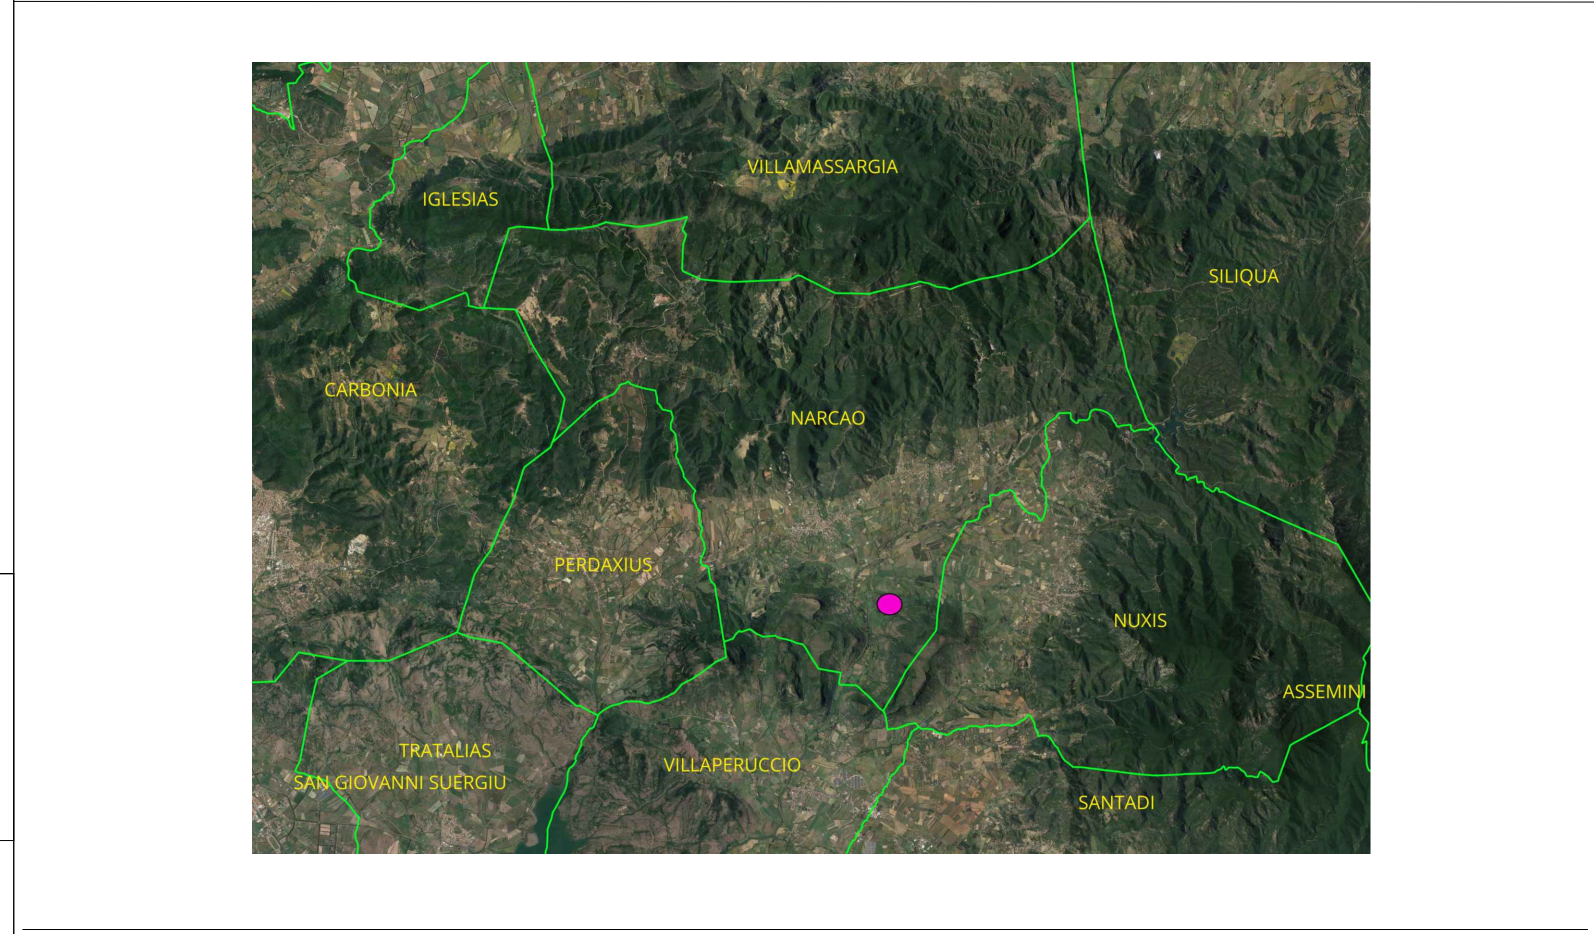 VILLAMASSARGIA
IGLESIAS
SILIQUA
CARBONIA
NARCAO
PERDAXIUS
NUXIS
ASSEMINI
TRATALIAS
VILLAPERUCCIO
SAN GIOVANNI SUERGIU
SANTADI